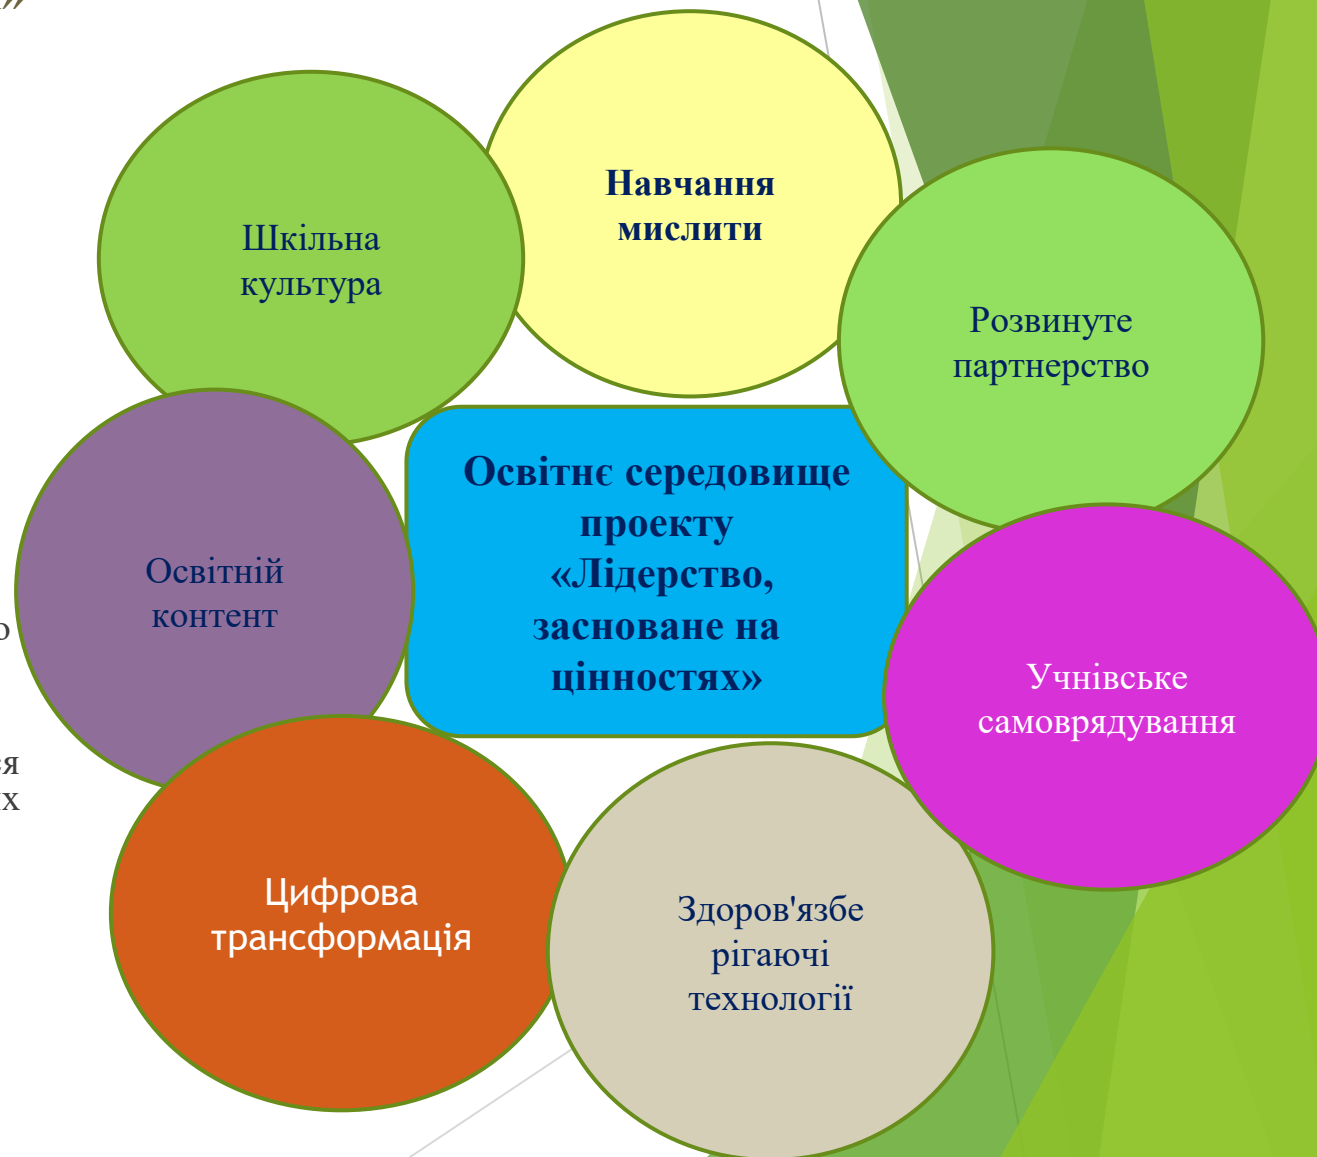 Навчання
мислити
Шкільна
культура
Розвинуте
партнерство
Освітнє середовище
проекту
«Лідерство,
засноване на
цінностях»
Освітній
контент
Учнівське
самоврядування
Цифрова
трансформація
Здоров'язбе
рігаючі
технології